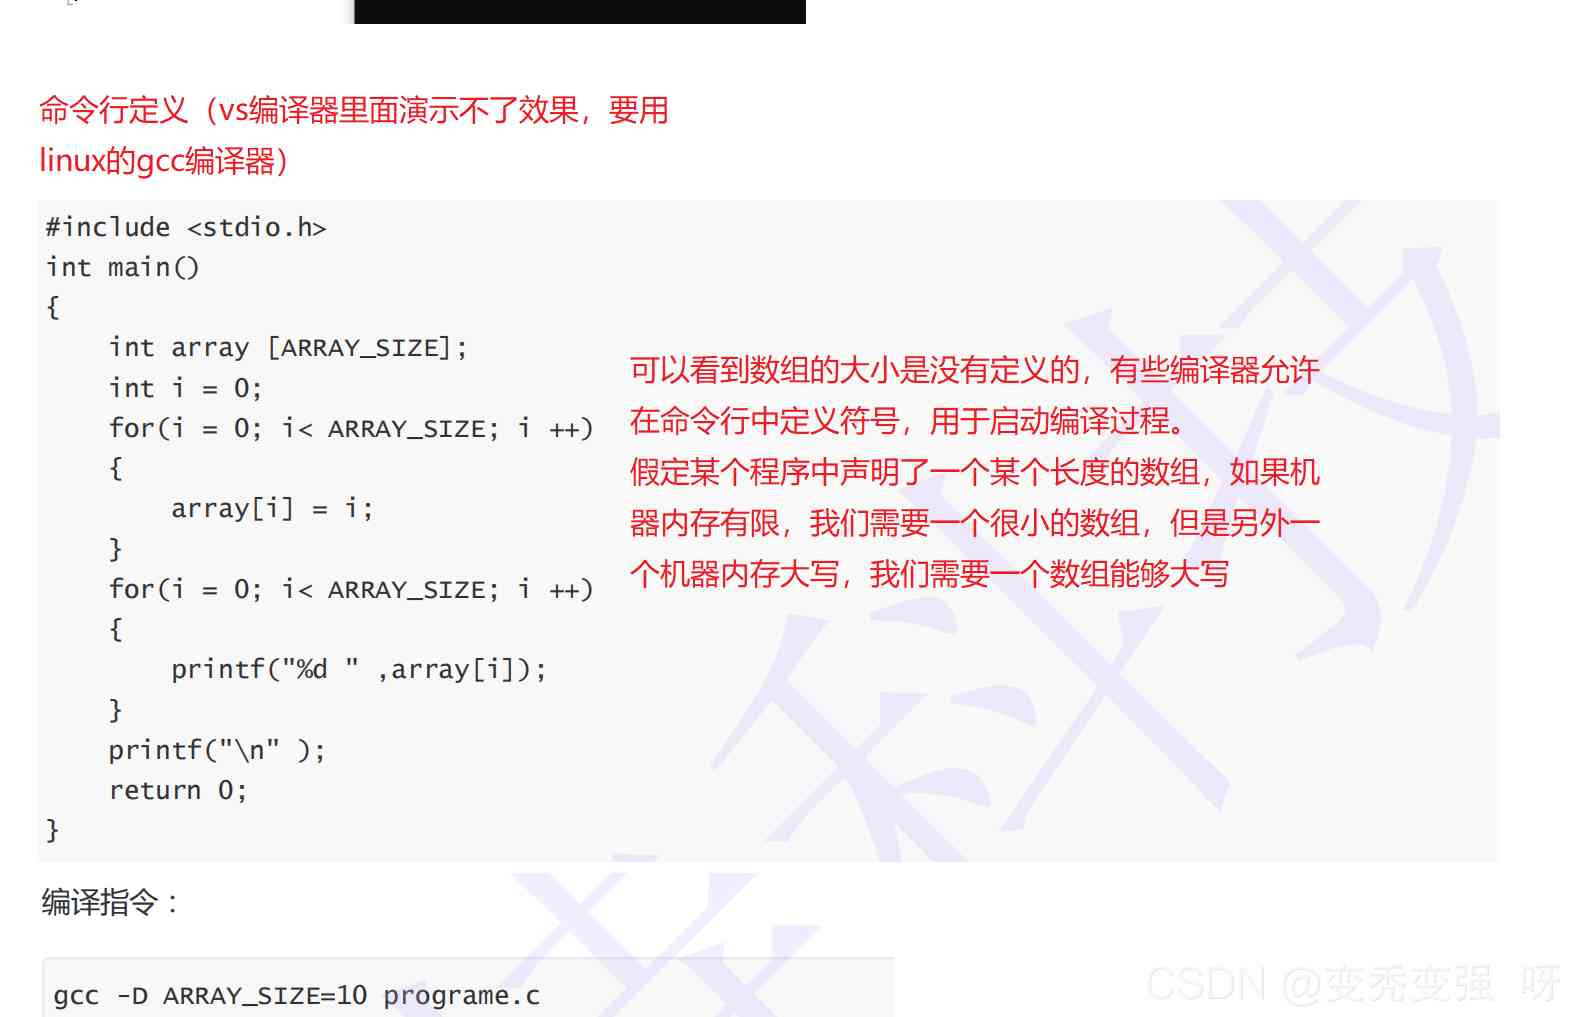 命令行定义（vs编译器里面演示不了效果，要用
linux的gcc编译器）
#include <stdio.h>
int main()
{
    int array [ARRAY_SIZE];
    int i = 0;
    for(i = 0; i< ARRAY_SIZE; i ++)
    {
        array[i] = i;
    }
    for(i = 0; i< ARRAY_SIZE; i ++)
    {
        printf("%d " ,array[i]);
    }
    printf("\n" );
    return 0;
}
可以看到数组的大小是没有定义的，有些编译器允许
在命令行中定义符号，用于启动编译过程。
假定某个程序中声明了一个某个长度的数组，如果机
器内存有限，我们需要一个很小的数组，但是另外一
个机器内存大写，我们需要一个数组能够大写
编译指令：
gcc -D ARRAY_SIZE=10 programe.c
科技
CSDN @变秃变强 呀